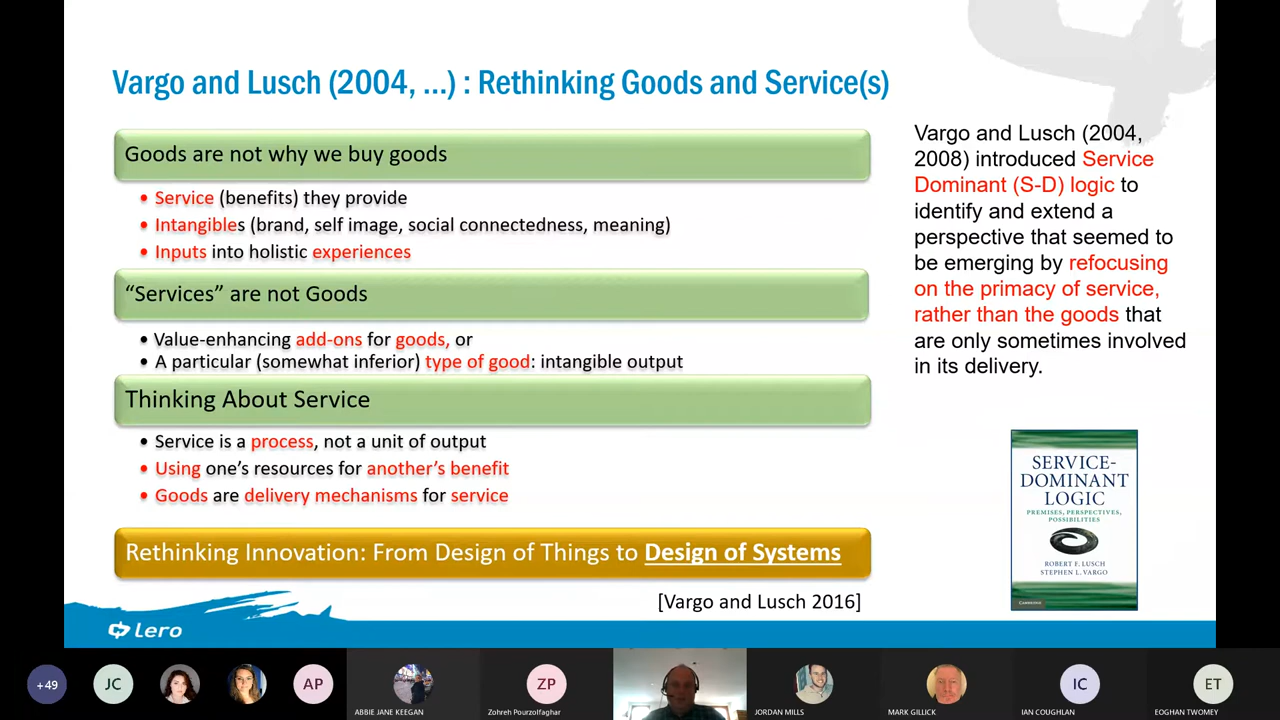 Vargo and Lusch (2004, ...) : Rethinking Goods and Service(s)
Goods are not why we buy goods
• Service (benefits) they provide
• Intangibles (brand, self image, social connectedness, meaning)
• Inputs into holistic experiences
“Services” are not Goods
• Value-enhancing add-ons for goods, or
• A particular (somewhat inferior) type of good: intangible output
Thinking About Service
• Service is a process, not a unit of output
• Using one’s resources for another’s benefit
• Goods are delivery mechanisms for service
Rethinking Innovation: From Design of Things to Design of Systems
[Vargo and Lusch 2016]
Vargo and Lusch (2004,
2008) introduced Service
Dominant (S-D) logic to
identify and extend a
perspective that seemed to
be emerging by refocusing
on the primacy of service,
rather than the goods that
are only sometimes involved
in its delivery.
SERVICE-
DOMINANT
LOGIC
PREMISES, PERSPECTIVES,
POSSIBILITIES
ROBERT F. LUSCH
STEPHEN L. VARGO
CAMBRIDGE
Lero
+49
JC
AP
ABBIE JANE KEEGAN
ZP
Zohreh Pourzolfaghar
JORDAN MILLS
MARK GILLICK
IC
IAN COUGHLAN
ET
EOGHAN TWOMEY